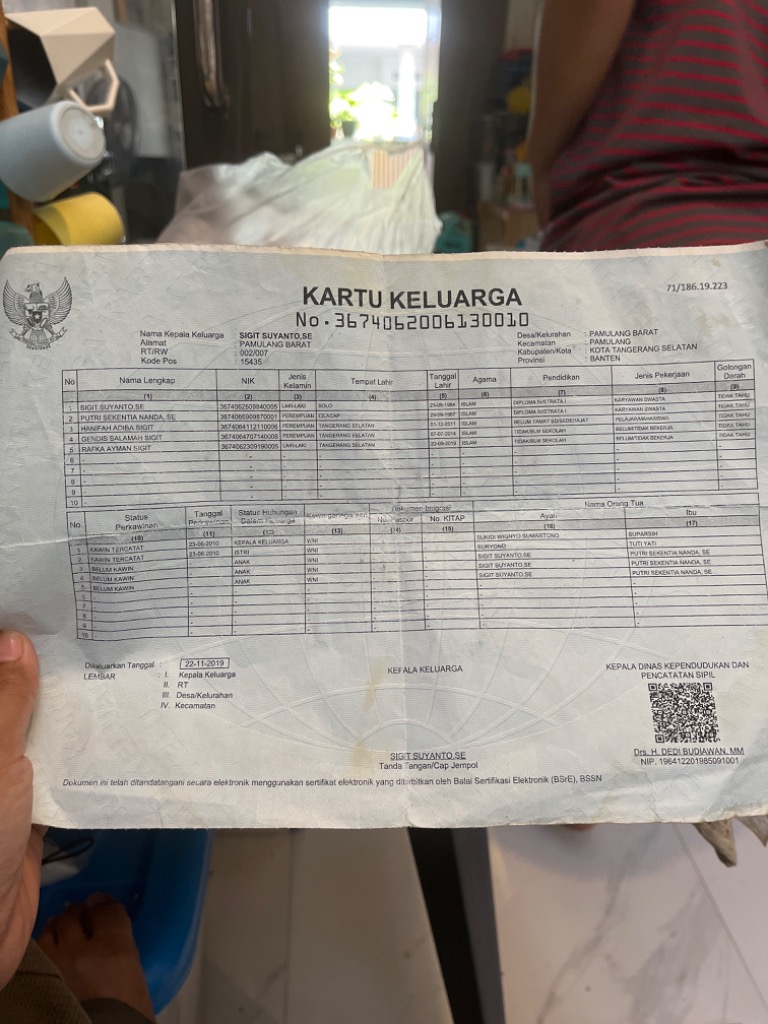 71/186.19.223
KARTU KELUARGA
No. 3674062006130010
Nama Kepala Keluarga : SIGIT SUYANTO,SE
Alamat : PAMULANG BARAT
RT/RW : 002/007
Kode Pos : 15435
Desa/Kelurahan : PAMULANG BARAT
Kecamatan : PAMULANG
Kabupaten/Kota : KOTA TANGERANG SELATAN
Provinsi : BANTEN
No Nama Lengkap NIK Jenis Kelamin Tempat Lahir Tanggal Lahir Agama Pendidikan Jenis Pekerjaan Golongan Darah
(1) (2) (3) (4) (5) (6) (7) (8) (9)
1 SIGIT SUYANTO,SE 3674062509840005 LAKI-LAKI SOLO 25-09-1984 ISLAM DIPLOMA IV/STRATA I KARYAWAN SWASTA TIDAK TAHU
2 PUTRI SEKENTIA NANDA, SE 3674066909870001 PEREMPUAN CILACAP 29-09-1987 ISLAM DIPLOMA IV/STRATA I KARYAWAN SWASTA TIDAK TAHU
3 HANIFAH ADIBA SIGIT 3674064112110006 PEREMPUAN TANGERANG SELATAN 01-12-2011 ISLAM BELUM TAMAT SD/SEDERAJAT PELAJAR/MAHASISWA TIDAK TAHU
4 GENDIS SALAMAH SIGIT 3674064707140008 PEREMPUAN TANGERANG SELATAN 07-07-2014 ISLAM TIDAK/BLM SEKOLAH BELUM/TIDAK BEKERJA TIDAK TAHU
5 RAFKA AYMAN SIGIT 3674062309190005 LAKI-LAKI TANGERANG SELATAN ISLAM TIDAK/BLM SEKOLAH BELUM/TIDAK BEKERJA TIDAK TAHU
6 -
7 -
8 -
9 -
10 -
No. Status Perkawinan Tanggal Perkawinan Status Hubungan Dalam Keluarga Kewarganegaraan Dokumen Imigrasi Nama Orang Tua
No. Paspor No. KITAP Ayah Ibu
(10) (11) (12) (13) (14) (15) (16) (17)
1 KAWIN TERCATAT 23-06-2010 KEPALA KELUARGA WNI SUKIDI WIGNYO SUMARTONO SUPARSIH
2 KAWIN TERCATAT 23-06-2010 ISTRI WNI SURYONO TUTI YATI
3 BELUM KAWIN ANAK WNI SIGIT SUYANTO,SE PUTRI SEKENTIA NANDA, SE
4 BELUM KAWIN ANAK WNI SIGIT SUYANTO,SE PUTRI SEKENTIA NANDA, SE
5 BELUM KAWIN ANAK WNI SIGIT SUYANTO,SE PUTRI SEKENTIA NANDA, SE
6 -
7 -
8 -
9 -
10 -
Dikeluarkan Tanggal : 22-11-2019
LEMBAR : I. Kepala Keluarga
II. RT
III. Desa/Kelurahan
IV. Kecamatan
KEPALA KELUARGA
SIGIT SUYANTO,SE
Tanda Tangan/Cap Jempol
KEPALA DINAS KEPENDUDUKAN DAN
PENCATATAN SIPIL
Drs. H. DEDI BUDIAWAN, MM
NIP. 196412201985091001
Dokumen ini telah ditandatangani secara elektronik menggunakan sertifikat elektronik yang diterbitkan oleh Balai Sertifikasi Elektronik (BSrE), BSSN